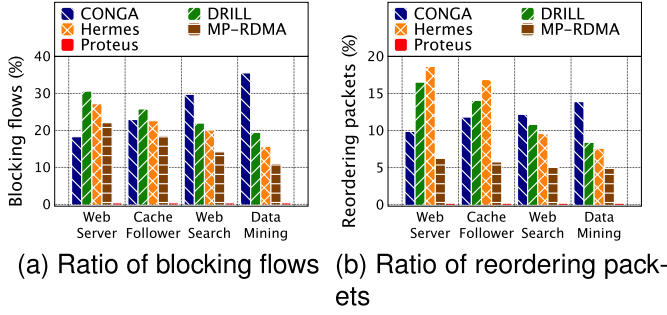 CONGA DRILL
Hermes MP-RDMA
Proteus
Blocking flows (%)
40
30
20
10
0
Web Server
Cache Follower
Web Search
Data Mining
(a) Ratio of blocking flows
CONGA DRILL
Hermes MP-RDMA
Proteus
Reordering packets (%)
20
15
10
5
0
Web Server
Cache Follower
Web Search
Data Mining
(b) Ratio of reordering pack-
ets